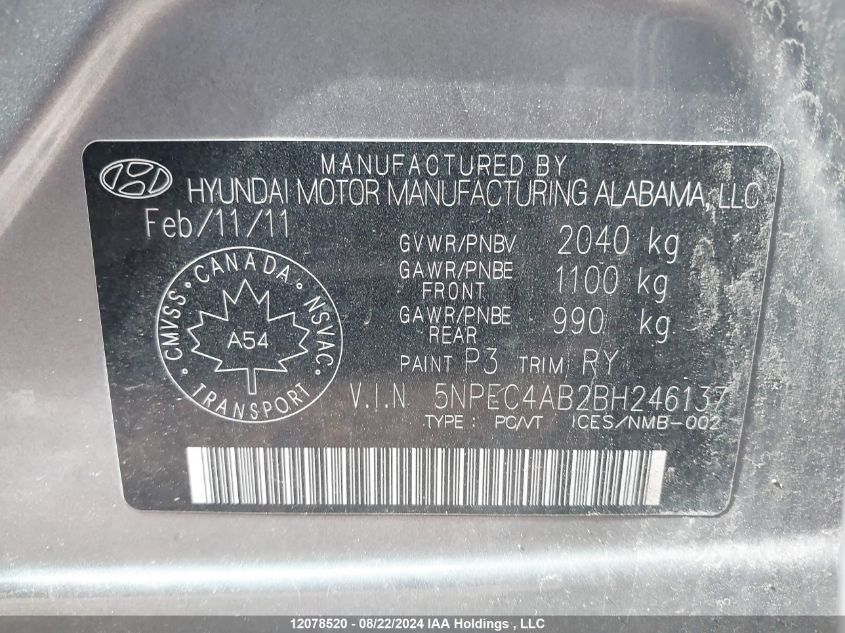 MANUFACTURED BY
HYUNDAI MOTOR MANUFACTURING ALABAMA, LLC
Feb/11/11
GVWR/PNBV 2040 kg
GAWR/PNBE FRONT 1100 kg
GAWR/PNBE REAR 990 kg
CANADA
CMVSS NSVAC
A54
TRANSPORT
PAINT P3 TRIM RY
V.I.N 5NPEC4AB2BH246137
TYPE : PC/VT ICES/NMB-002
12078520 - 08/22/2024 IAA Holdings , LLC